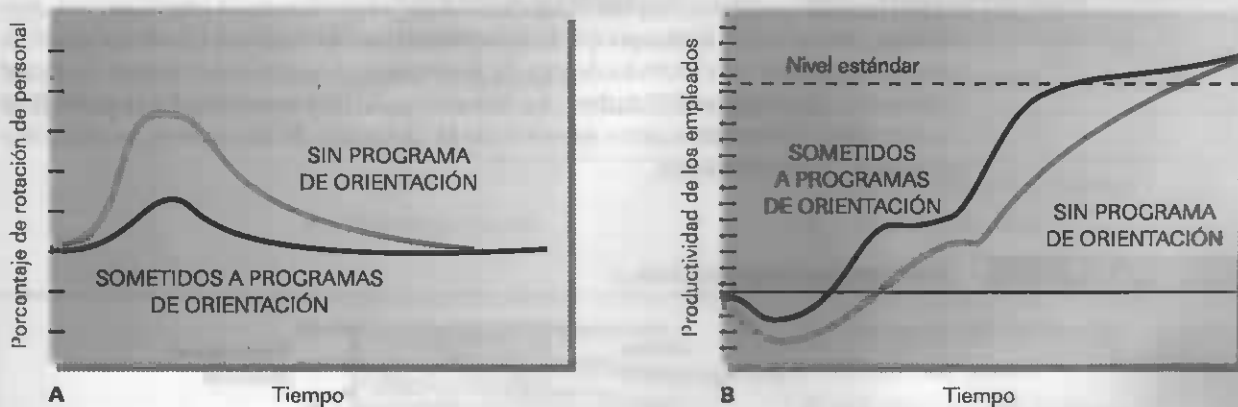 Porcontaje de rotación de personal
SIN PROGRAMA
DE ORIENTACIÓN
SOMETIDOS A PROGRAMAS
DE ORIENTACIÓN
A
Tiempo
Productividad de los empleados
Nivel estándar
SOMETIDOS
A PROGRAMAS
DE ORIENTACIÓN
SIN PROGRAMA
DE ORIENTACIÓN
B
Tiempo